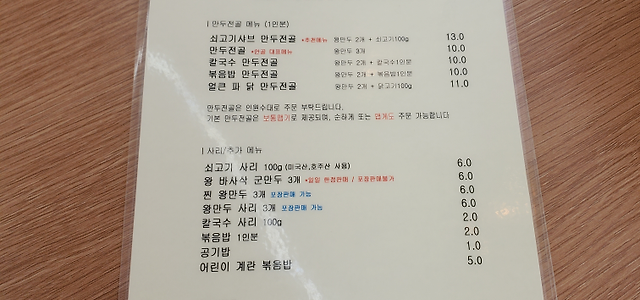 | 만두전골 메뉴 (1인분)
쇠고기샤브 만두전골 *추천메뉴 왕만두 2개 + 쇠고기100g 13.0
만두전골 *만골 대표메뉴 왕만두 3개 10.0
칼국수 만두전골 왕만두 2개 + 칼국수1인분 10.0
볶음밥 만두전골 왕만두 2개 + 볶음밥1인분 10.0
얼큰 파 닭 만두전골 왕만두 2개 + 닭고기100g 11.0
만두전골은 인원수대로 주문 부탁드립니다.
기본 만두전골은 보통맵기로 제공되며, 순하게 또는 맵게도 주문 가능합니다
| 사리/추가 메뉴
쇠고기 사리 100g (미국산,호주산 사용) 6.0
왕 바사삭 군만두 3개 *일일 한정판매 / 포장판매불가 6.0
찐 왕만두 3개 포장판매 가능 6.0
왕만두 사리 3개 포장판매 가능 6.0
칼국수 사리 100g 2.0
볶음밥 1인분 2.0
공기밥 1.0
어린이 계란 볶음밥 5.0